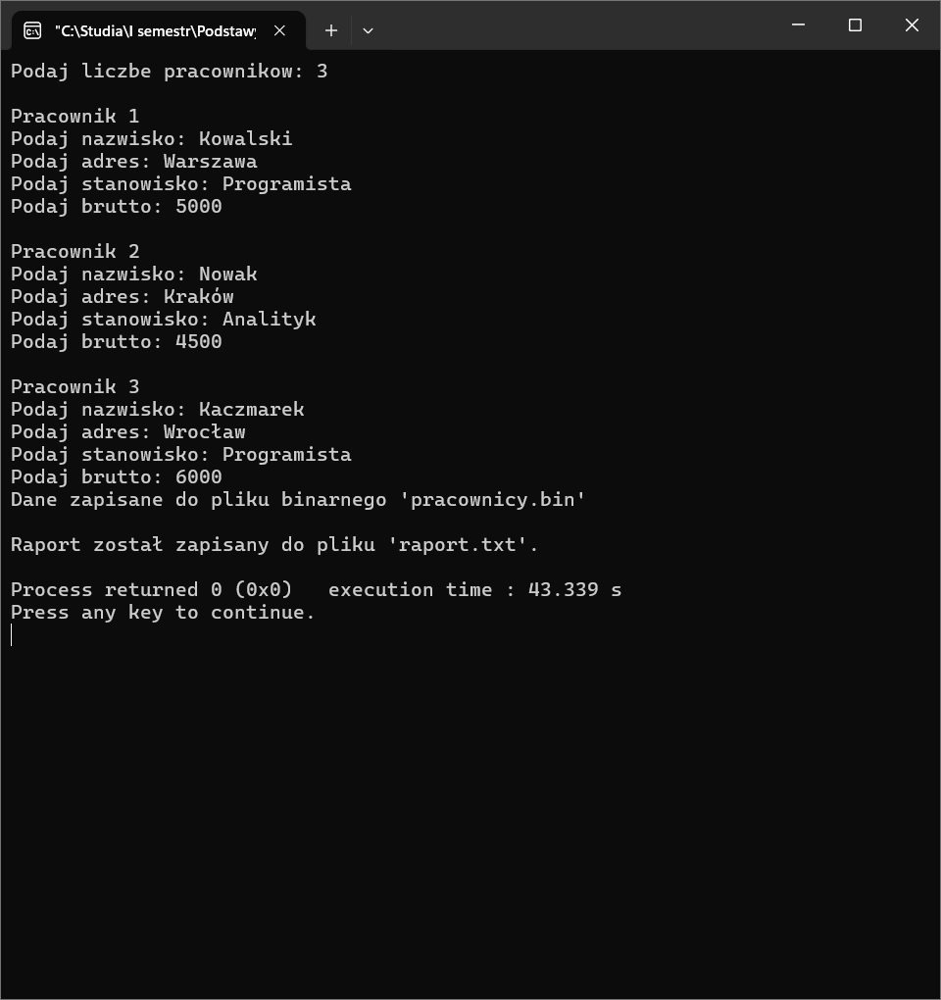 "C:\Studia\I semestr\Podstaw
Podaj liczbe pracownikow: 3
Pracownik 1
Podaj nazwisko: Kowalski
Podaj adres: Warszawa
Podaj stanowisko: Programista
Podaj brutto: 5000
Pracownik 2
Podaj nazwisko: Nowak
Podaj adres: Kraków
Podaj stanowisko: Analityk
Podaj brutto: 4500
Pracownik 3
Podaj nazwisko: Kaczmarek
Podaj adres: Wrocław
Podaj stanowisko: Programista
Podaj brutto: 6000
Dane zapisane do pliku binarnego 'pracownicy.bin'
Raport został zapisany do pliku 'raport.txt'.
Process returned 0 (0x0)   execution time : 43.339 s
Press any key to continue.